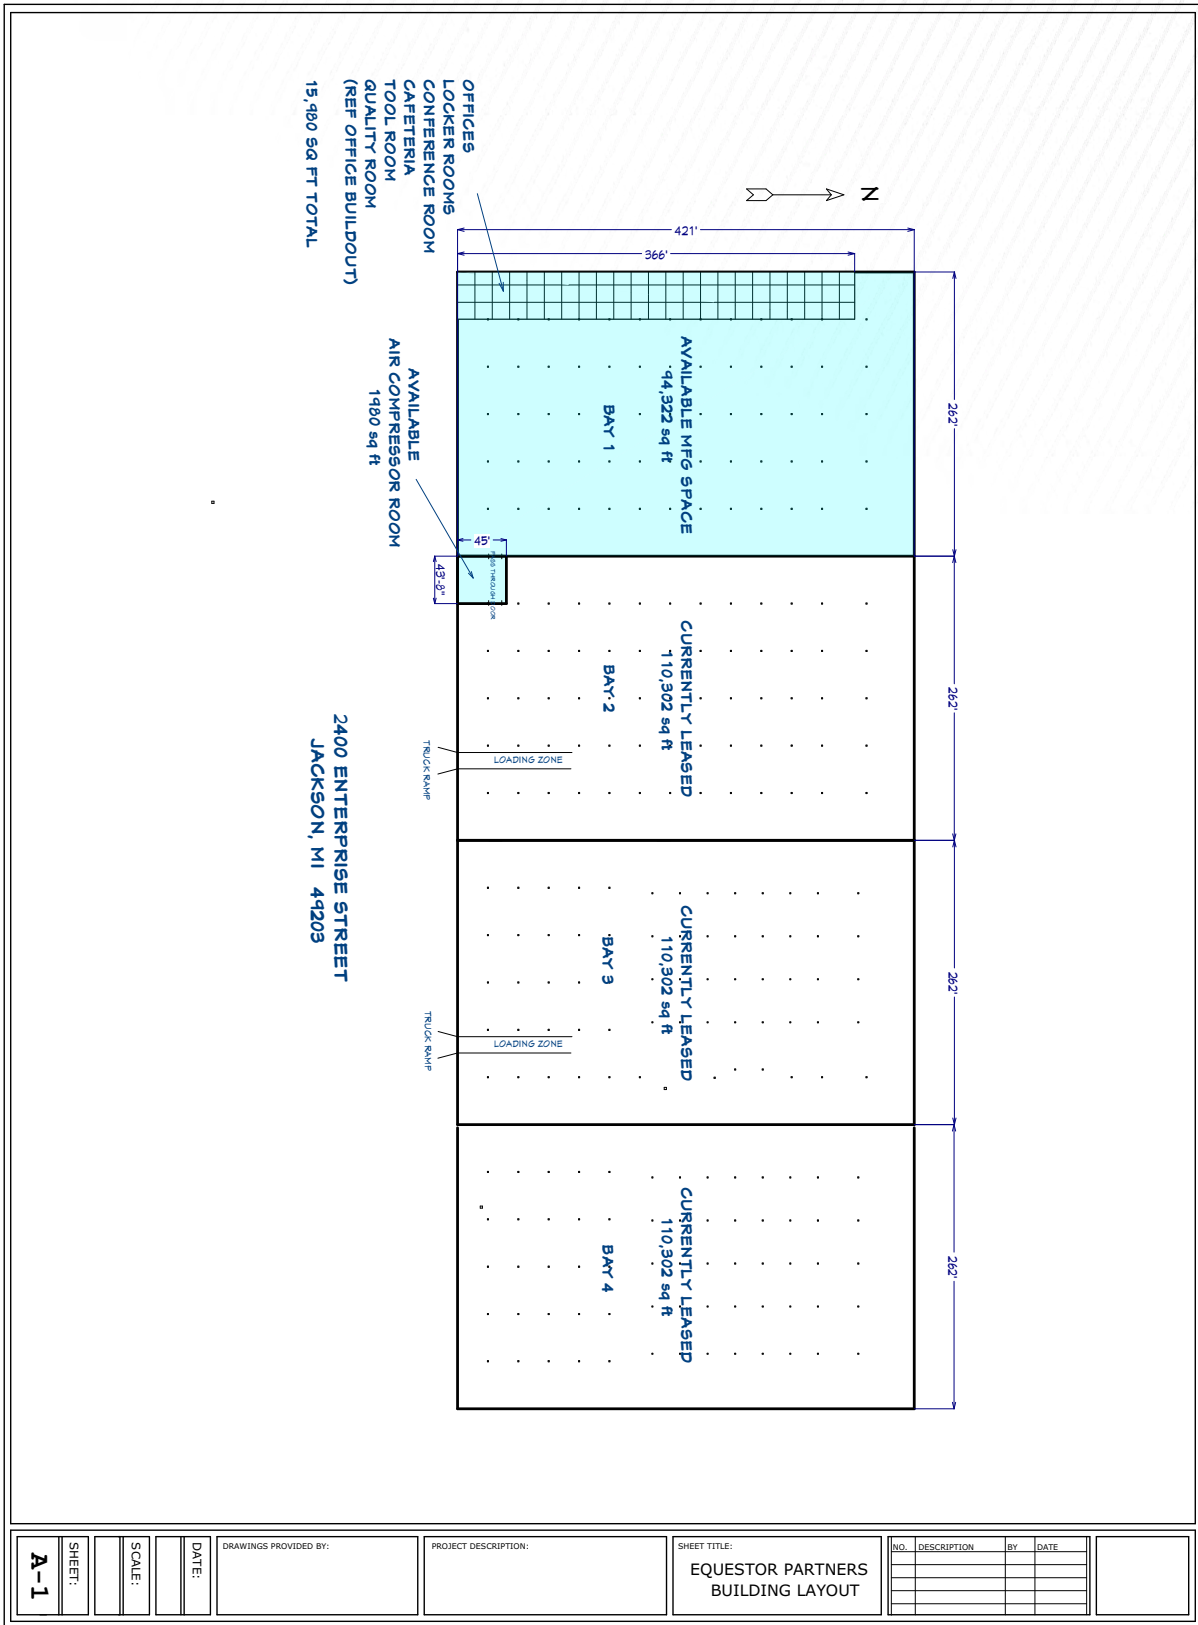 OFFICES
LOCKER ROOMS
CONFERENCE ROOM
CAFETERIA
TOOL ROOM
QUALITY ROOM
(REF OFFICE BUILDOUT)
15,980 SQ FT TOTAL
N
421'
366'
262'
AVAILABLE MFG SPACE
94,322 sq ft
BAY 1
AVAILABLE
AIR COMPRESSOR ROOM
1980 sq ft
45'
43'-8"
PASS THROUGH DOOR
262'
CURRENTLY LEASED
110,302 sq ft
BAY 2
LOADING ZONE
TRUCK RAMP
262'
CURRENTLY LEASED
110,302 sq ft
BAY 3
LOADING ZONE
TRUCK RAMP
262'
CURRENTLY LEASED
110,302 sq ft
BAY 4
2400 ENTERPRISE STREET
JACKSON, MI 49203
A-1
SHEET:
SCALE:
DATE:
DRAWINGS PROVIDED BY:
PROJECT DESCRIPTION:
SHEET TITLE:
EQUESTOR PARTNERS
BUILDING LAYOUT
NO. DESCRIPTION BY DATE